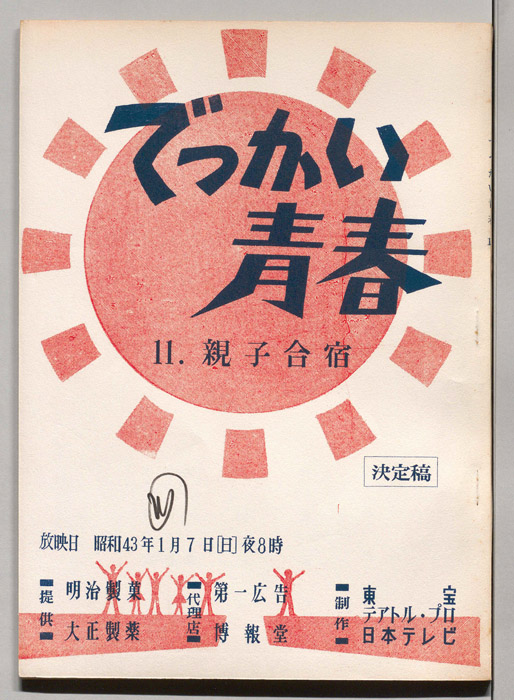 でっかい
青春
11. 親子合宿
決定稿
放映日 昭和43年1月7日[日]夜8時
提供 明治製菓 大正製薬
代理店 第一広告 博報堂
制作 東宝 テアトル・プロ 日本テレビ